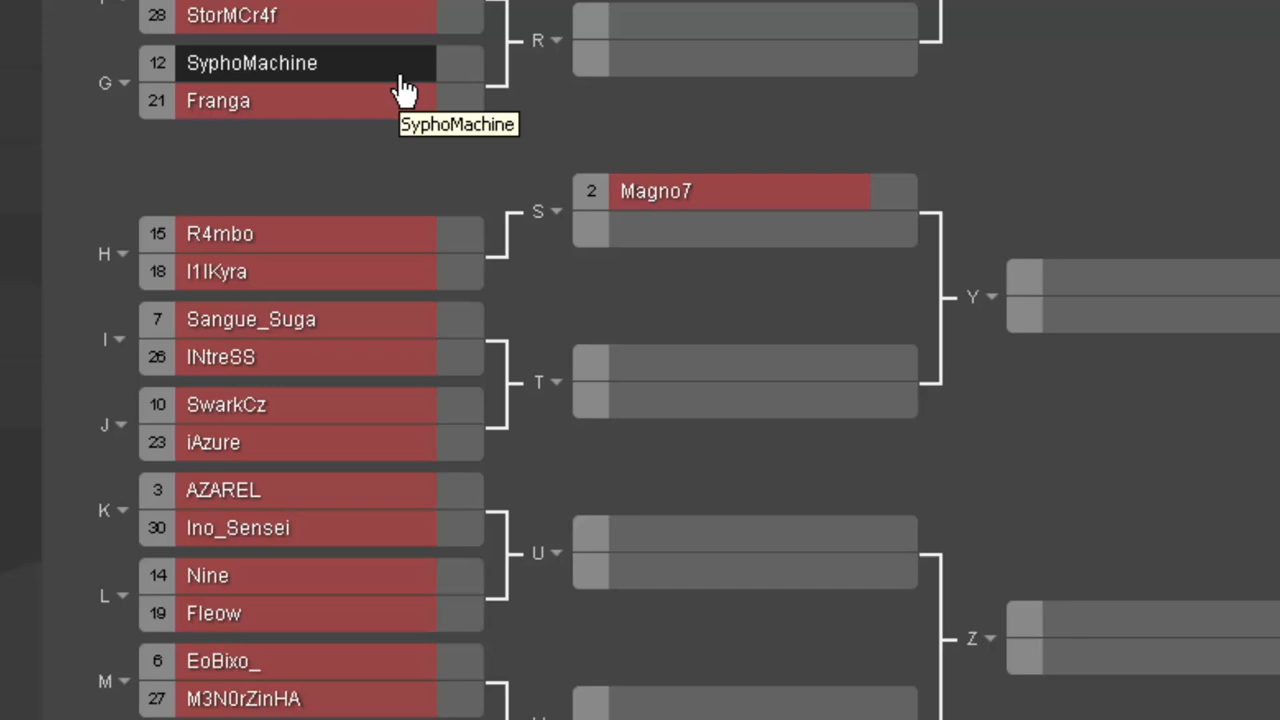 28 StorMCr4f
R
12 SyphoMachine
G
21 Franga
SyphoMachine
2 Magno7
S
15 R4mbo
H
18 I1IKyra
Y
7 Sangue_Suga
I
26 INtreSS
T
10 SwarkCz
J
23 iAzure
3 AZAREL
K
30 Ino_Sensei
U
14 Nine
L
19 Fleow
Z
6 EoBixo_
M
27 M3N0rZinHA